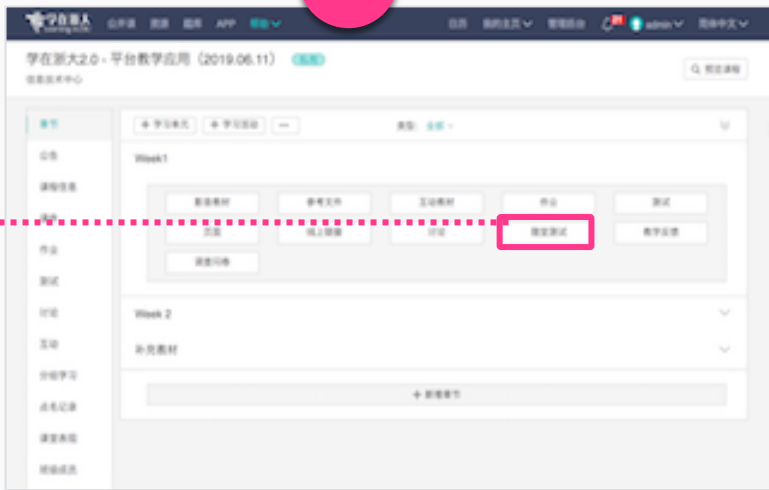 学在浙大 公开课 资源 题库 APP 帮助
日历 我的主页 管理后台 admin 简体中文
学在浙大2.0 - 平台教学应用（2019.06.11）
信息技术中心
预览课程
章节
+ 学习单元 + 学习活动
类型: 全部
公告
Week1
课程信息
影音教材 参考文件 互动教材 作业 测试
页面 线上链接 讨论 随堂测试 教学反馈
作业
调查问卷
测试
讨论
Week 2
互动
补充教材
分组学习
+ 新增章节
点名记录
课堂表现
班级成员